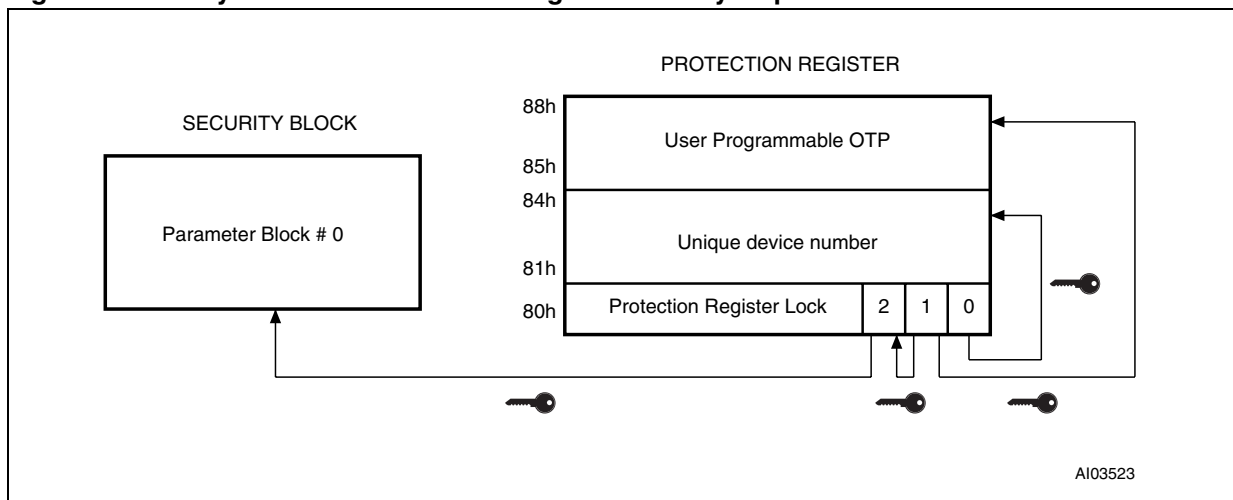 PROTECTION REGISTER
SECURITY BLOCK
88h
User Programmable OTP
85h
84h
Parameter Block # 0
Unique device number
81h
80h
Protection Register Lock 2 1 0
AI03523